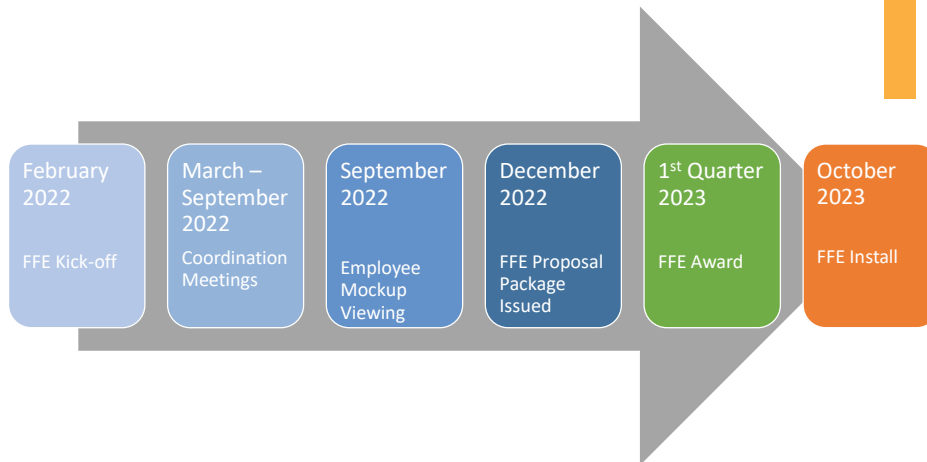 February
2022
FFE Kick-off
March –
September
2022
Coordination
Meetings
September
2022
Employee
Mockup
Viewing
December
2022
FFE Proposal
Package
Issued
1st Quarter
2023
FFE Award
October
2023
FFE Install